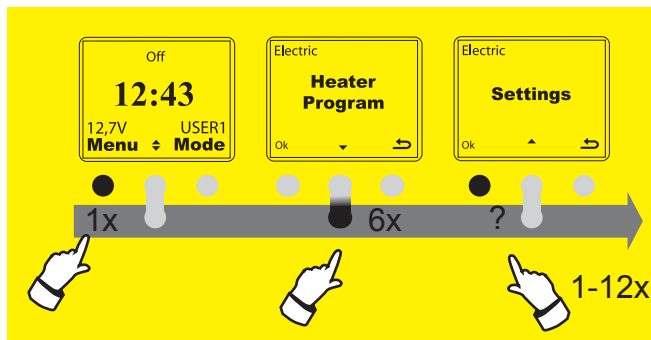 Off
12:43
12,7V USER1
Menu Mode
Electric
Heater
Program
Ok
Electric
Settings
Ok
1x
6x
?
1-12x